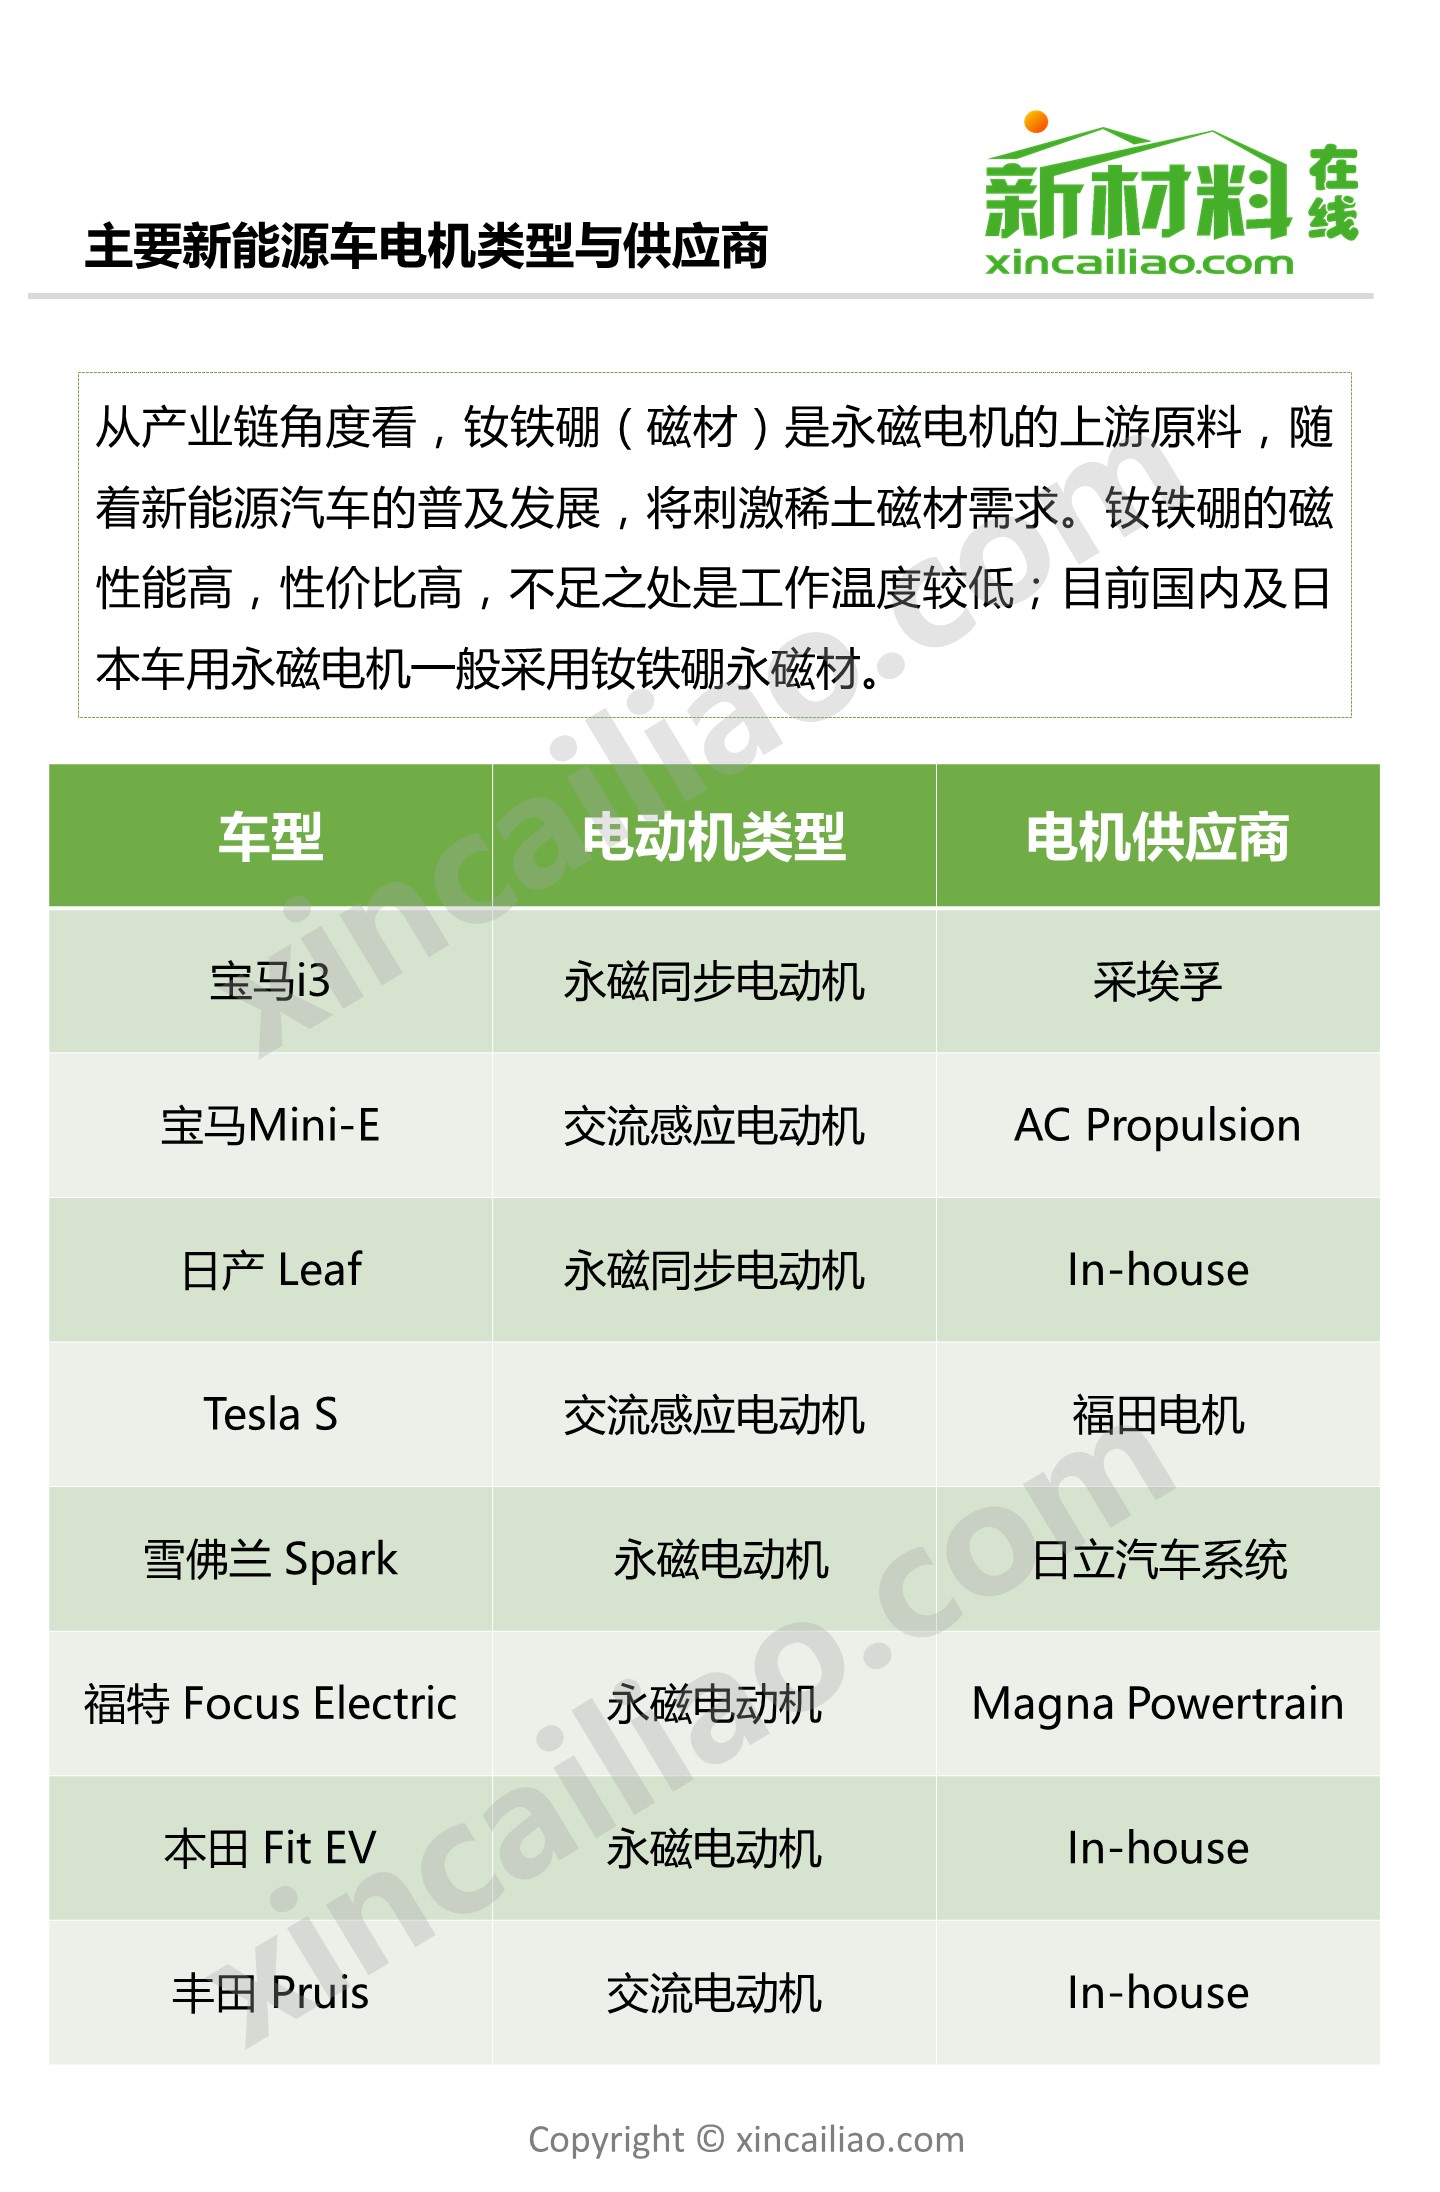 新材料在线
xincailiao.com
主要新能源车电机类型与供应商
从产业链角度看，钕铁硼（磁材）是永磁电机的上游原料，随
着新能源汽车的普及发展，将刺激稀土磁材需求。钕铁硼的磁
性能高，性价比高，不足之处是工作温度较低；目前国内及日
本车用永磁电机一般采用钕铁硼永磁材。
车型 电动机类型 电机供应商
宝马i3 永磁同步电动机 采埃孚
宝马Mini-E 交流感应电动机 AC Propulsion
日产 Leaf 永磁同步电动机 In-house
Tesla S 交流感应电动机 福田电机
雪佛兰 Spark 永磁电动机 日立汽车系统
福特 Focus Electric 永磁电动机 Magna Powertrain
本田 Fit EV 永磁电动机 In-house
丰田 Pruis 交流电动机 In-house
xincailiao.com
xincailiao.com
Copyright © xincailiao.com